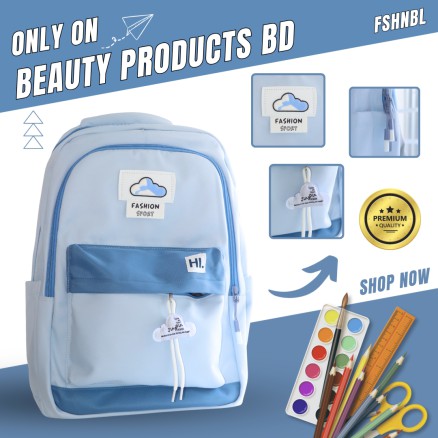 ONLY ON
BEAUTY PRODUCTS BD
FSHNBL
FASHION
SPORT
FASHION
SPORT
HI.
PREMIUM
QUALITY
SHOP NOW